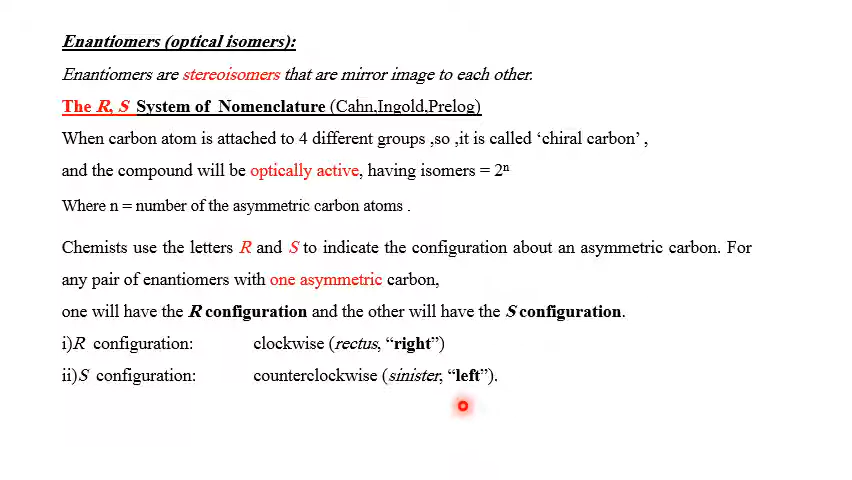 Enantiomers (optical isomers):
Enantiomers are stereoisomers that are mirror image to each other.
The R, S System of Nomenclature (Cahn,Ingold,Prelog)
When carbon atom is attached to 4 different groups ,so ,it is called ‘chiral carbon’ ,
and the compound will be optically active, having isomers = 2ⁿ
Where n = number of the asymmetric carbon atoms .
Chemists use the letters R and S to indicate the configuration about an asymmetric carbon. For
any pair of enantiomers with one asymmetric carbon,
one will have the R configuration and the other will have the S configuration.
i)R configuration: clockwise (rectus, “right”)
ii)S configuration: counterclockwise (sinister, “left”).